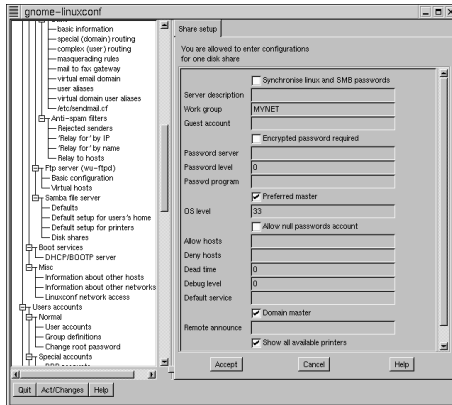 gnome-linuxconf
basic information
special (domain) routing
complex (user) routing
masquerading rules
mail to fax gateway
virtual email domain
user aliases
virtual domain user aliases
/etc/sendmail.cf
Anti-spam filters
Rejected senders
'Relay for' by IP
'Relay for' by name
Relay to hosts
Ftp server (wu-ftpd)
Basic configuration
Virtual hosts
Samba file server
Defaults
Default setup for users's home
Default setup for printers
Disk shares
Boot services
DHCP/BOOTP server
Misc
Information about other hosts
Information about other networks
Linuxconf network access
Users accounts
Normal
User accounts
Group definitions
Change root password
Special accounts
Quit Act/Changes Help
Share setup
You are allowed to enter configurations
for one disk share
Synchronise linux and SMB passwords
Server description
Work group MYNET
Guest account
Encrypted password required
Password server
Password level 0
Passwd program
Preferred master
OS level 33
Allow null passwords account
Allow hosts
Deny hosts
Dead time 0
Debug level 0
Default service
Domain master
Remote announce
Show all available printers
Accept Cancel Help